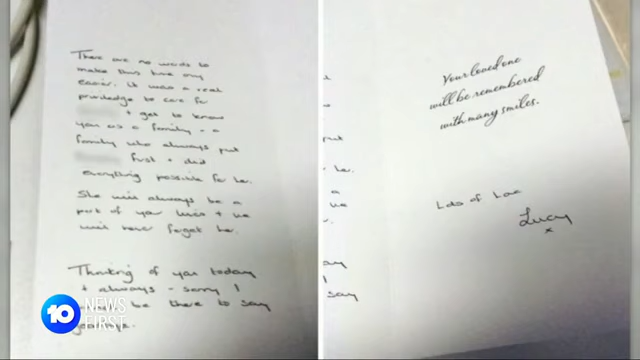 There are no words to
make this time any
easier. It was a real
privilege to care for
+ get to know
you as a family - a
family who always put
first + did
everything possible for her.
She will always be a
part of your lives + we
will never forget her.
Thinking of you today
+ always - sorry I
be there to say
Your loved one
will be remembered
with many smiles.
Lots of Love
Lucy
x
10 NEWS
FIRST